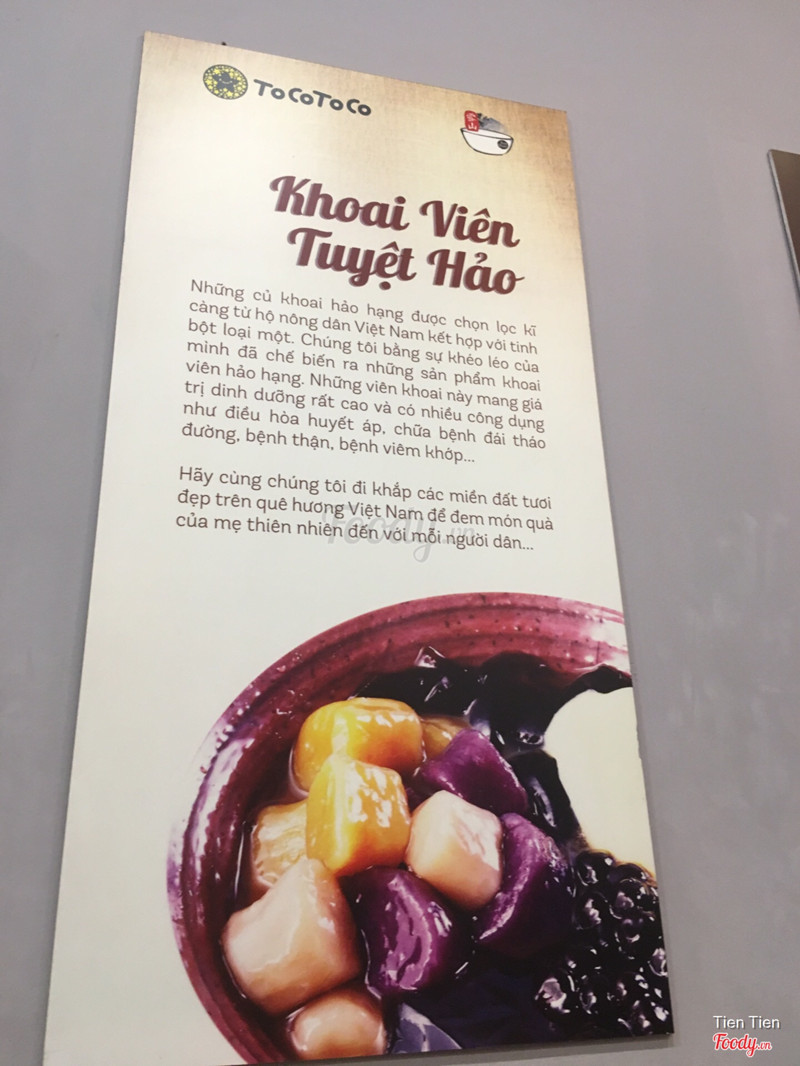 ToCoToCo
Khoai Viên
Tuyệt Hảo
Những củ khoai hảo hạng được chọn lọc kĩ
càng từ hộ nông dân Việt Nam kết hợp với tinh
bột loại một. Chúng tôi bằng sự khéo léo của
mình đã chế biến ra những sản phẩm khoai
viên hảo hạng. Những viên khoai này mang giá
trị dinh dưỡng rất cao và có nhiều công dụng
như điều hòa huyết áp, chữa bệnh đái tháo
đường, bệnh thận, bệnh viêm khớp...
Hãy cùng chúng tôi đi khắp các miền đất tươi
đẹp trên quê hương Việt Nam để đem món quà
của mẹ thiên nhiên đến với mỗi người dân...
Foody.vn
Tien Tien
Foody.vn